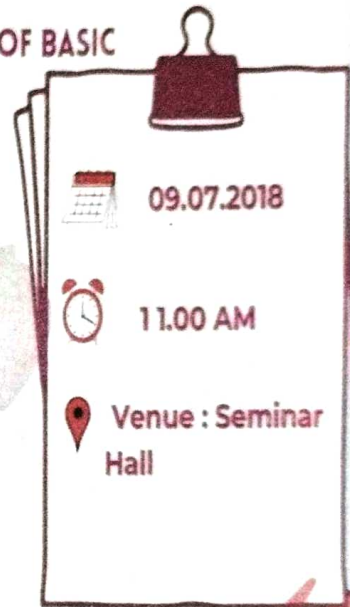 OF BASIC
09.07.2018
11.00 AM
Venue : Seminar
Hall